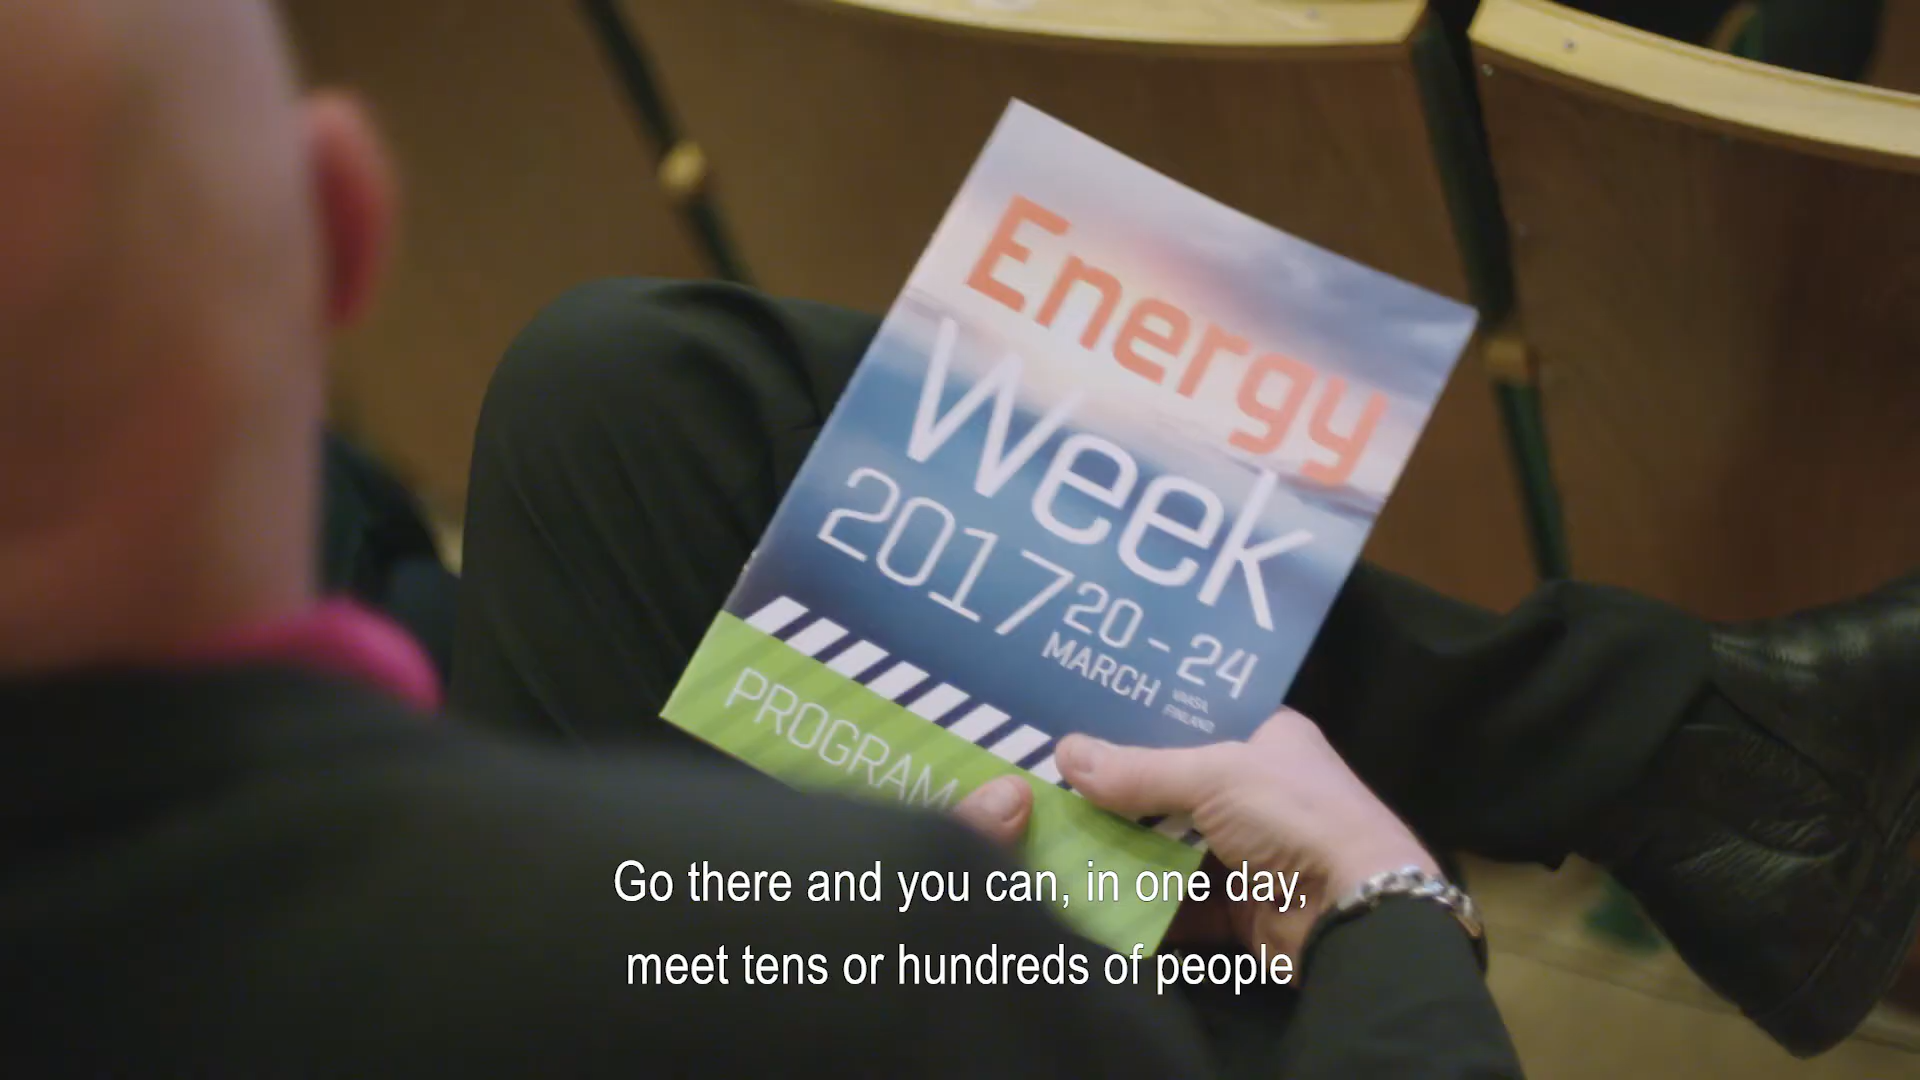 Energy
Week
2017
20 - 24
MARCH
VAASA
FINLAND
PROGRAM
Go there and you can, in one day,
meet tens or hundreds of people